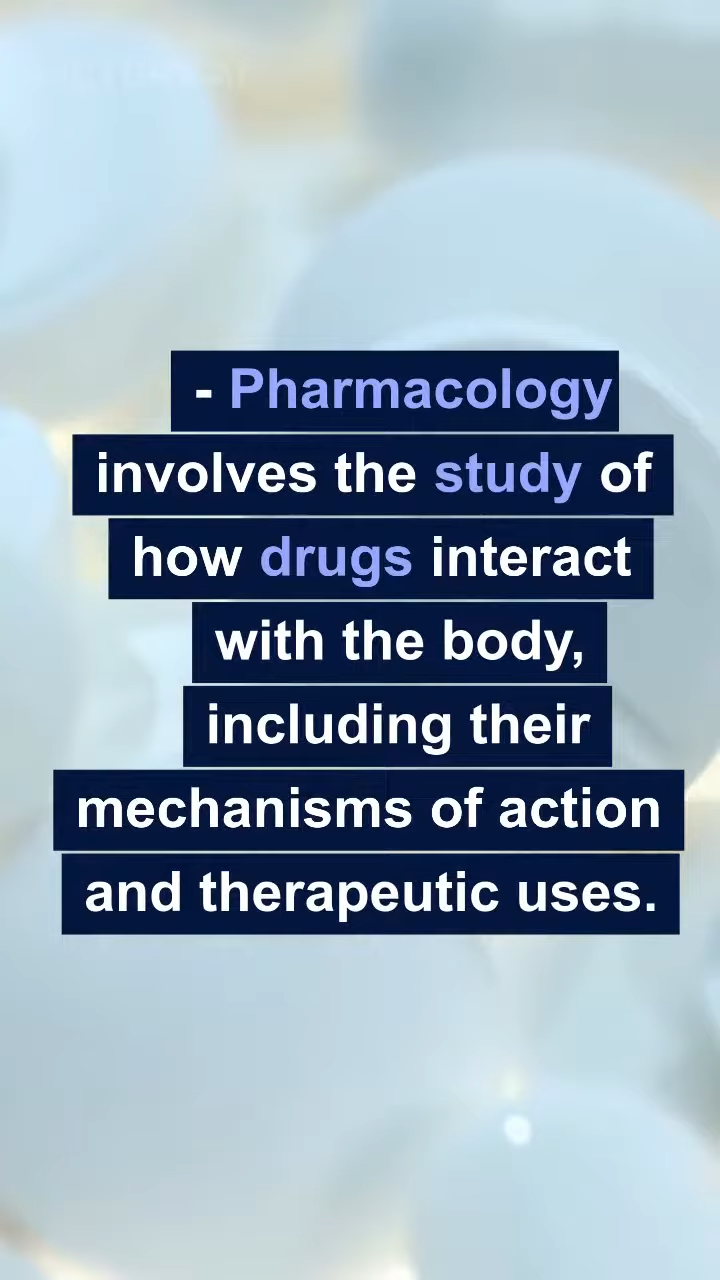 - Pharmacology
involves the study of
how drugs interact
with the body,
including their
mechanisms of action
and therapeutic uses.